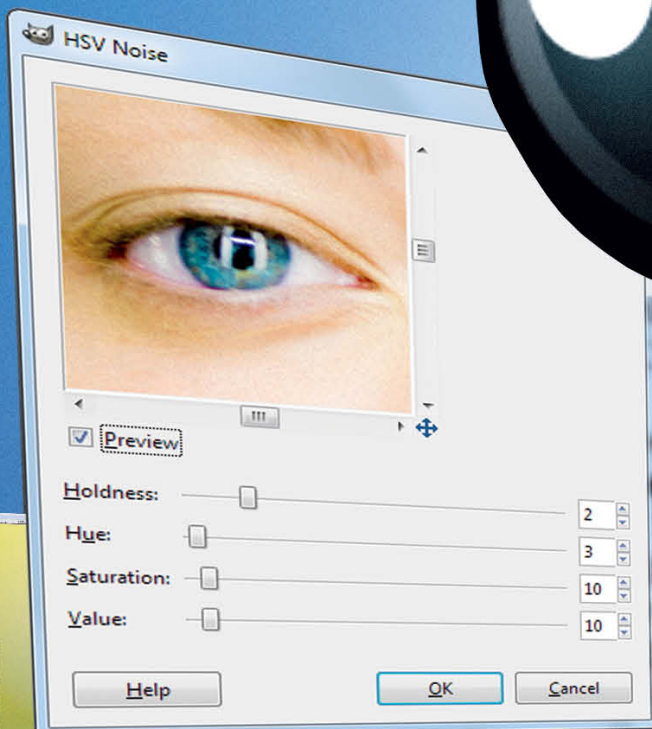 HSV Noise
Preview
Holdness: 2
Hue: 3
Saturation: 10
Value: 10
Help OK Cancel